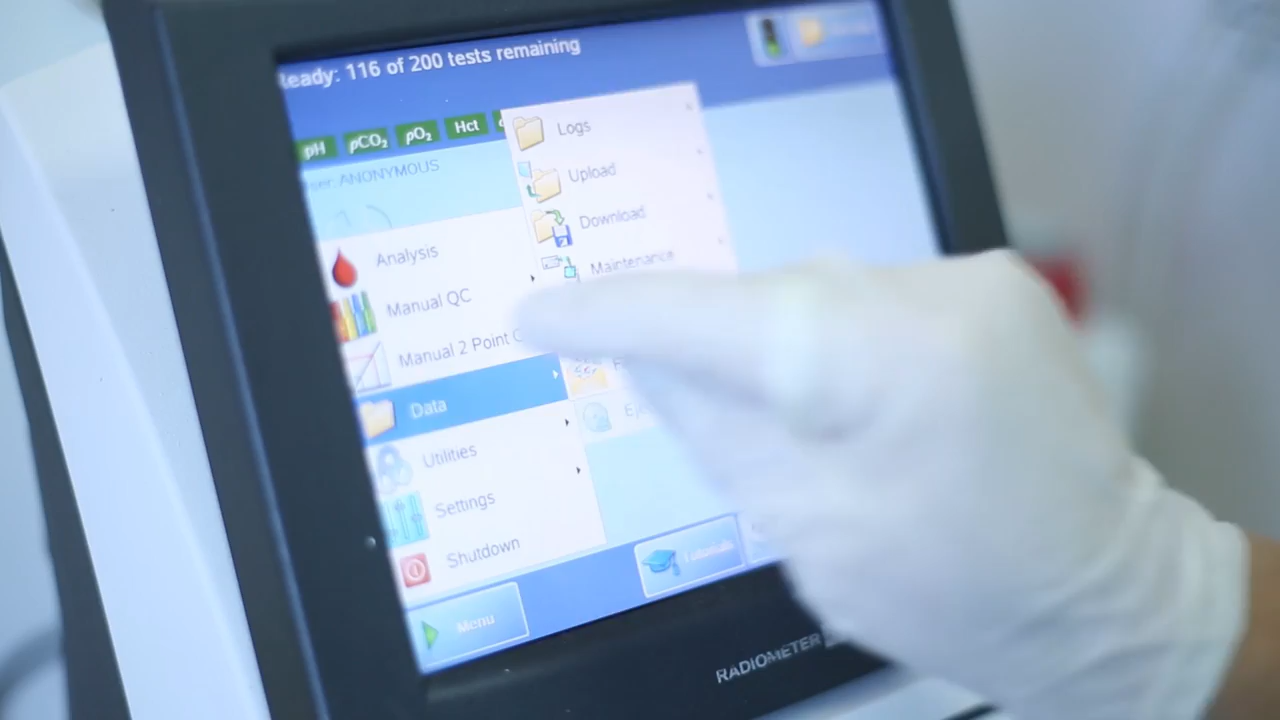 Ready: 116 of 200 tests remaining
pH pCO₂ pO₂ Hct
User: ANONYMOUS
Logs
Upload
Download
Maintenance
Analysis
Manual QC
Manual 2 Point
Data
Utilities
Settings
Shutdown
Tutorials
Menu
RADIOMETER